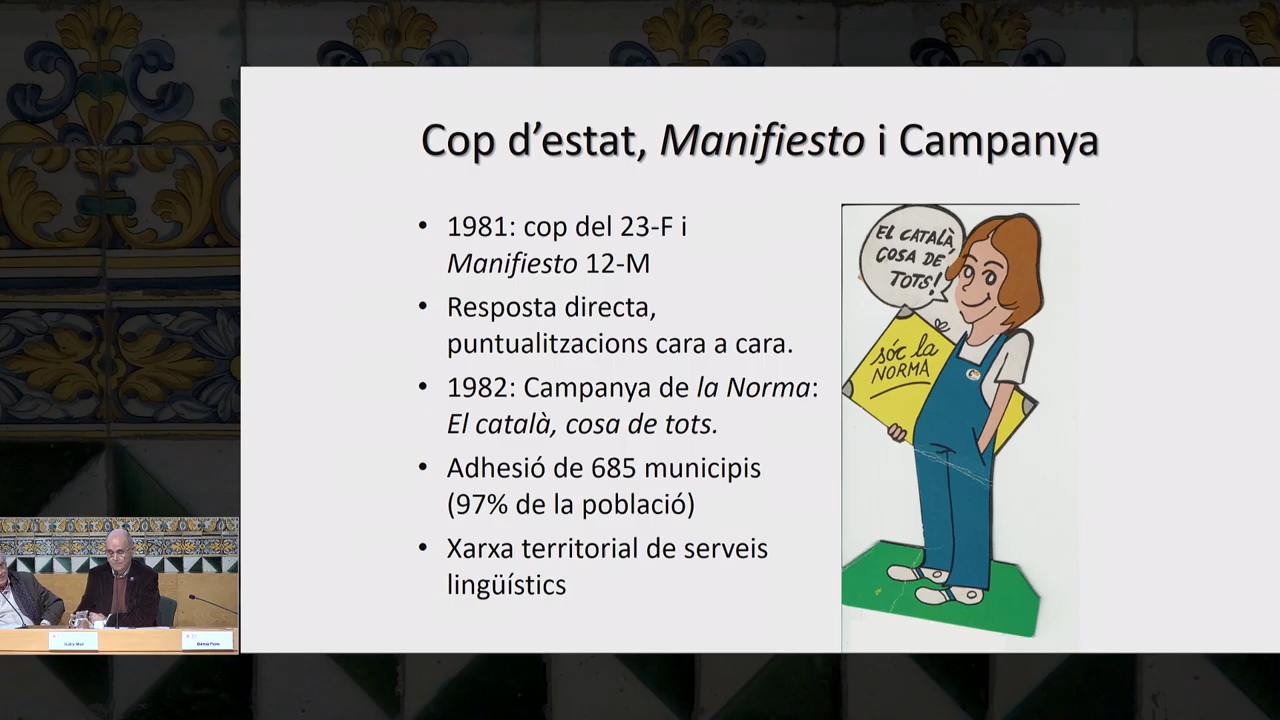 Cop d’estat, Manifiesto i Campanya
• 1981: cop del 23-F i
Manifiesto 12-M
• Resposta directa,
puntualitzacions cara a cara.
• 1982: Campanya de la Norma:
El català, cosa de tots.
• Adhesió de 685 municipis
(97% de la població)
• Xarxa territorial de serveis
lingüístics
EL CATALÀ,
COSA DE
TOTS!
sóc la
NORMA